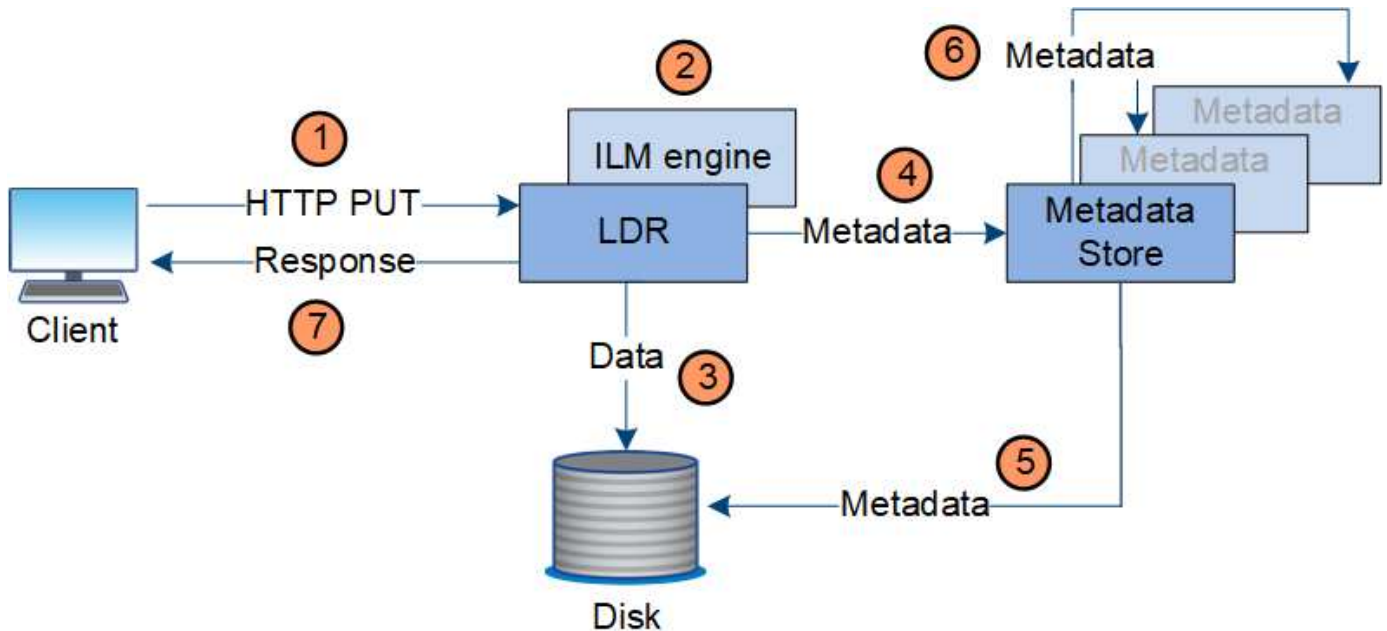 6
Metadata
2
Metadata
1
ILM engine
Metadata
4
HTTP PUT
LDR
Metadata
Metadata
Store
Response
Client
7
Data
3
5
Metadata
Disk